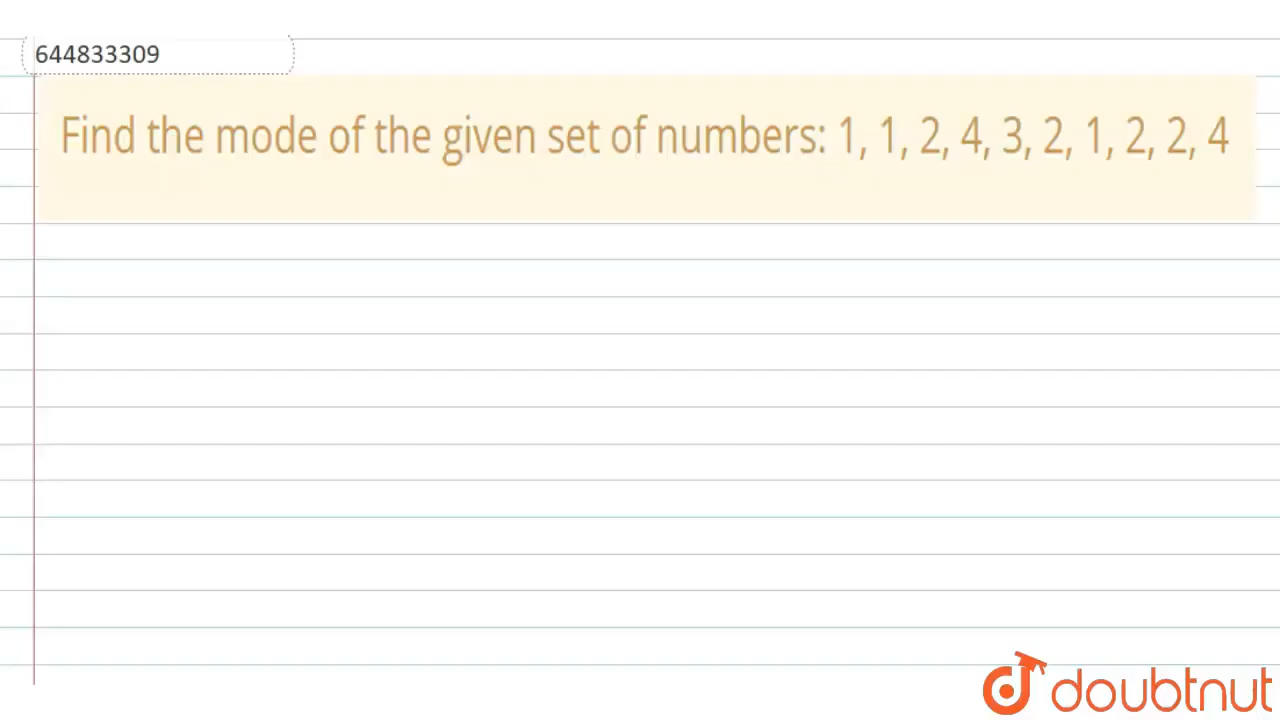 644833309
Find the mode of the given set of numbers: 1, 1, 2, 4, 3, 2, 1, 2, 2, 4
doubtnut